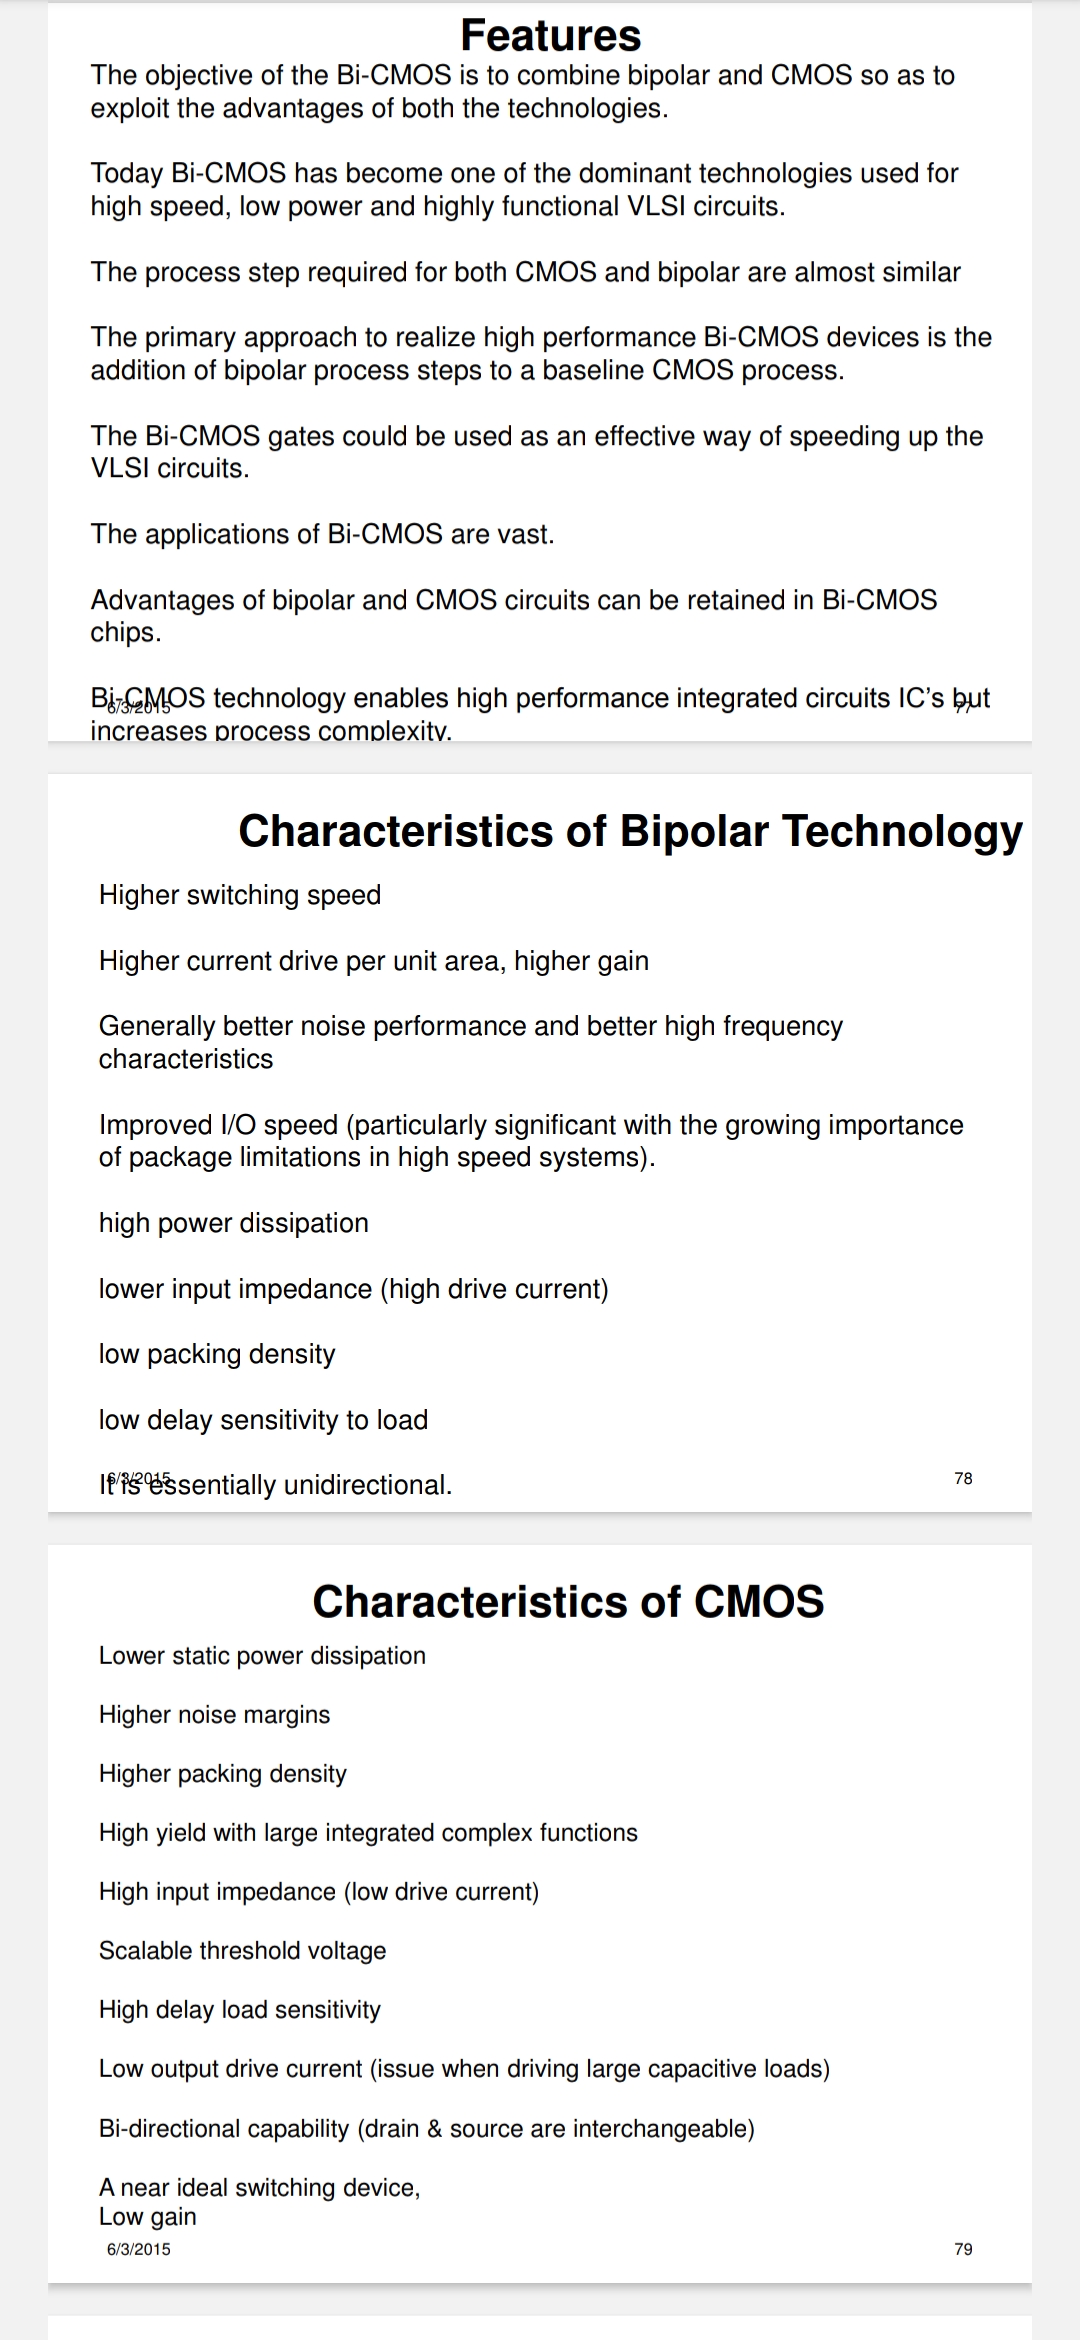 Features
The objective of the Bi-CMOS is to combine bipolar and CMOS so as to
exploit the advantages of both the technologies.
Today Bi-CMOS has become one of the dominant technologies used for
high speed, low power and highly functional VLSI circuits.
The process step required for both CMOS and bipolar are almost similar
The primary approach to realize high performance Bi-CMOS devices is the
addition of bipolar process steps to a baseline CMOS process.
The Bi-CMOS gates could be used as an effective way of speeding up the
VLSI circuits.
The applications of Bi-CMOS are vast.
Advantages of bipolar and CMOS circuits can be retained in Bi-CMOS
chips.
Bi-CMOS technology enables high performance integrated circuits IC’s but
6/3/2015
77
increases process complexity.
Characteristics of Bipolar Technology
Higher switching speed
Higher current drive per unit area, higher gain
Generally better noise performance and better high frequency
characteristics
Improved I/O speed (particularly significant with the growing importance
of package limitations in high speed systems).
high power dissipation
lower input impedance (high drive current)
low packing density
low delay sensitivity to load
It is essentially unidirectional.
6/3/2015
78
Characteristics of CMOS
Lower static power dissipation
Higher noise margins
Higher packing density
High yield with large integrated complex functions
High input impedance (low drive current)
Scalable threshold voltage
High delay load sensitivity
Low output drive current (issue when driving large capacitive loads)
Bi-directional capability (drain & source are interchangeable)
A near ideal switching device,
Low gain
6/3/2015
79